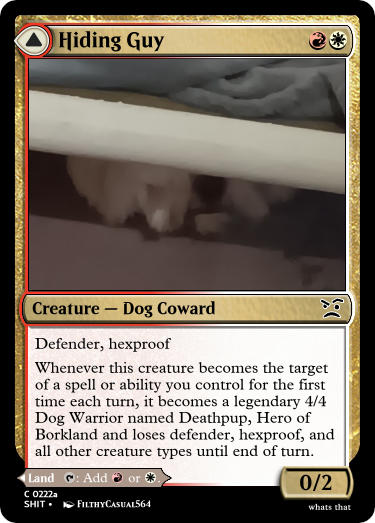 Hiding Guy
Creature — Dog Coward
Defender, hexproof
Whenever this creature becomes the target
of a spell or ability you control for the first
time each turn, it becomes a legendary 4/4
Dog Warrior named Deathpup, Hero of
Borkland and loses defender, hexproof, and
all other creature types until end of turn.
Land : Add or .
0/2
C 0222a
SHIT • FilthyCasual564
whats that